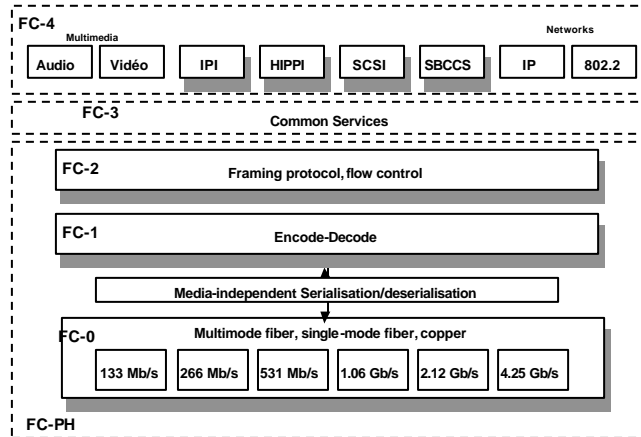 FC-4
Multimedia
Networks
Audio Vidéo IPI HIPPI SCSI SBCCS IP 802.2
FC-3
Common Services
FC-2
Framing protocol, flow control
FC-1
Encode-Decode
Media-independent Serialisation/deserialisation
Multimode fiber, single-mode fiber, copper
FC-0
133 Mb/s 266 Mb/s 531 Mb/s 1.06 Gb/s 2.12 Gb/s 4.25 Gb/s
FC-PH